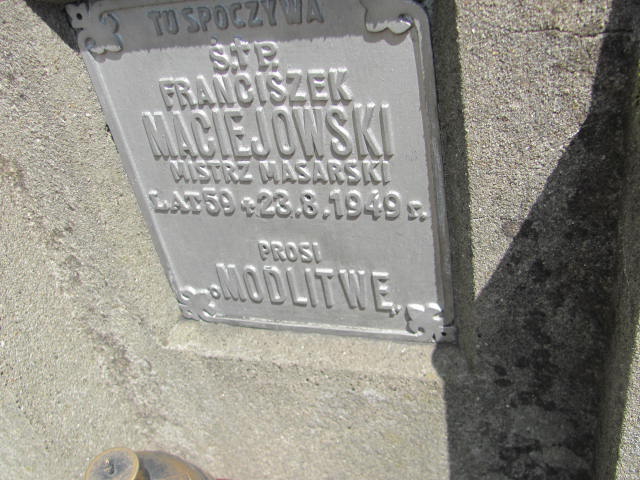 TU SPOCZYWA
Ś.†P.
FRANCISZEK
MACIEJOWSKI
MISTRZ MASARSKI
LAT 59 + 23.8.1949 r.
PROSI
o MODLITWĘ